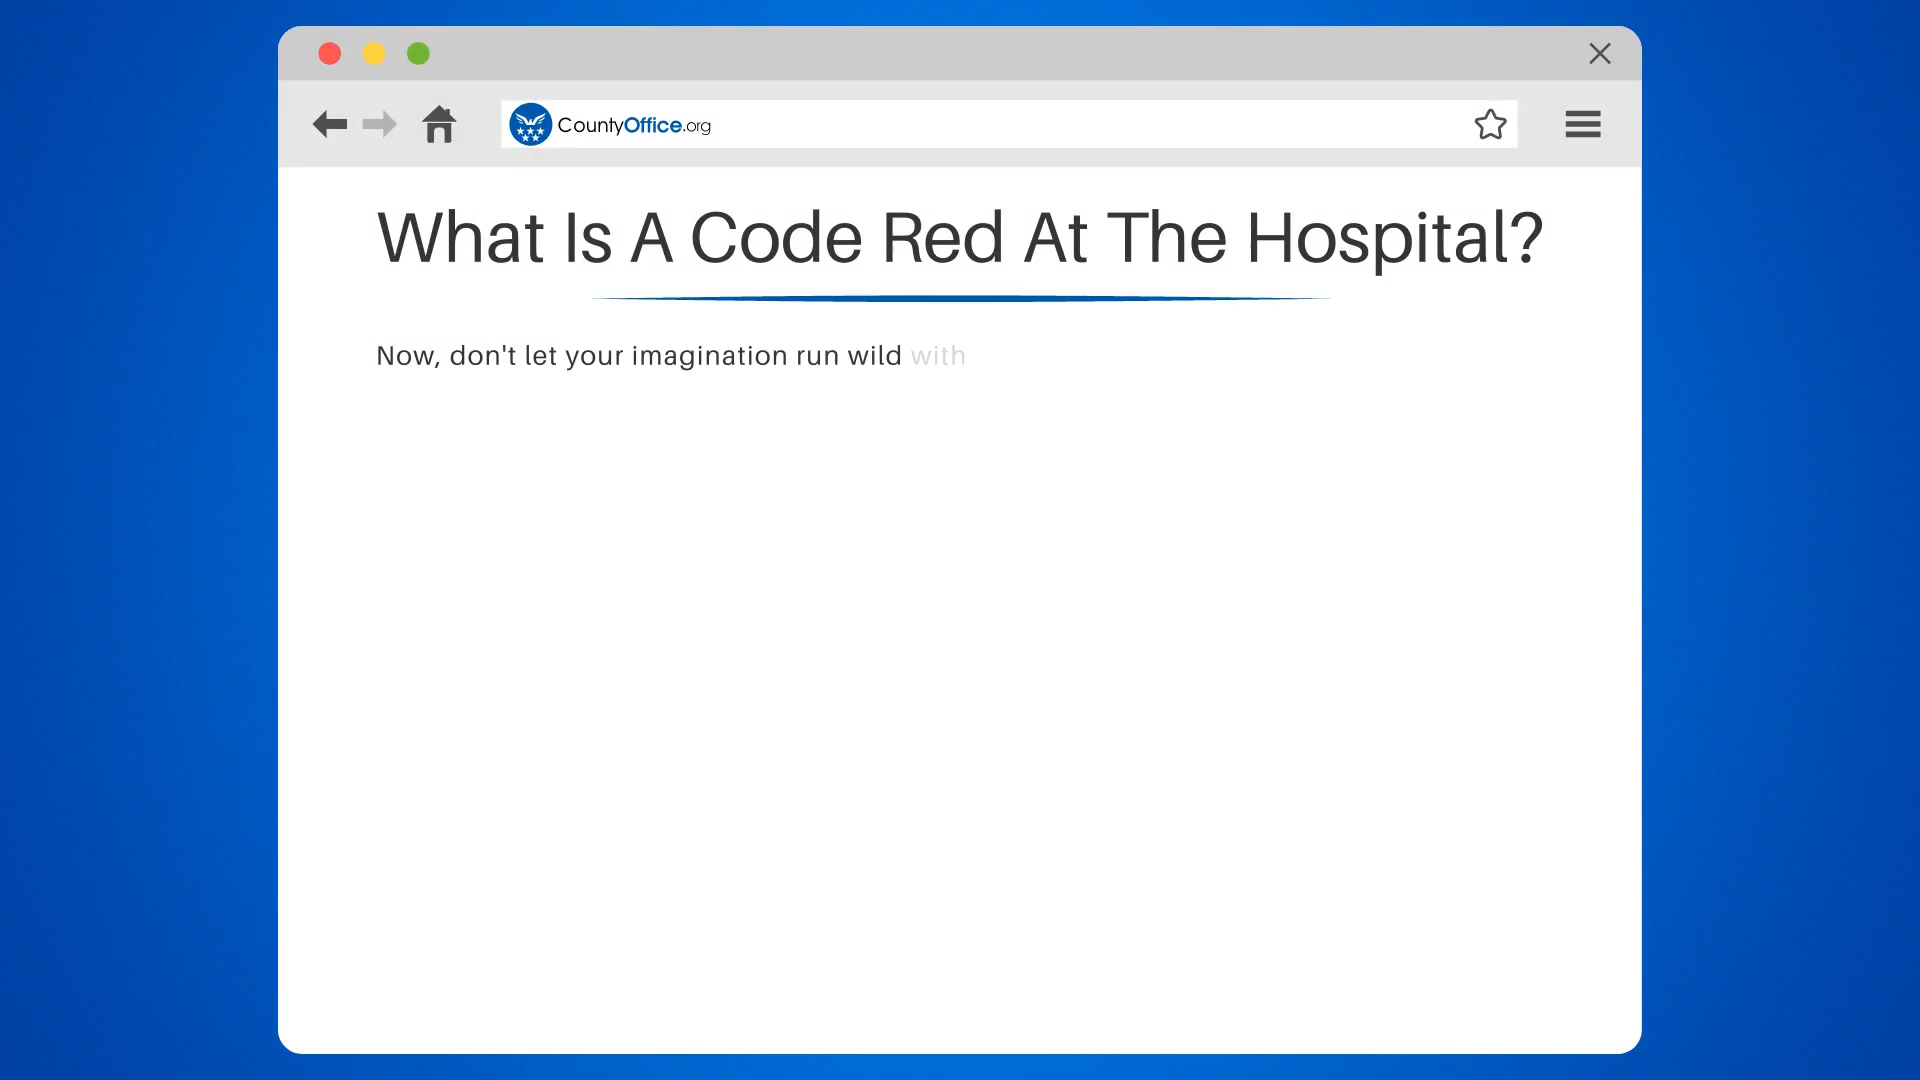 CountyOffice.org
What Is A Code Red At The Hospital?
Now, don't let your imagination run wild with